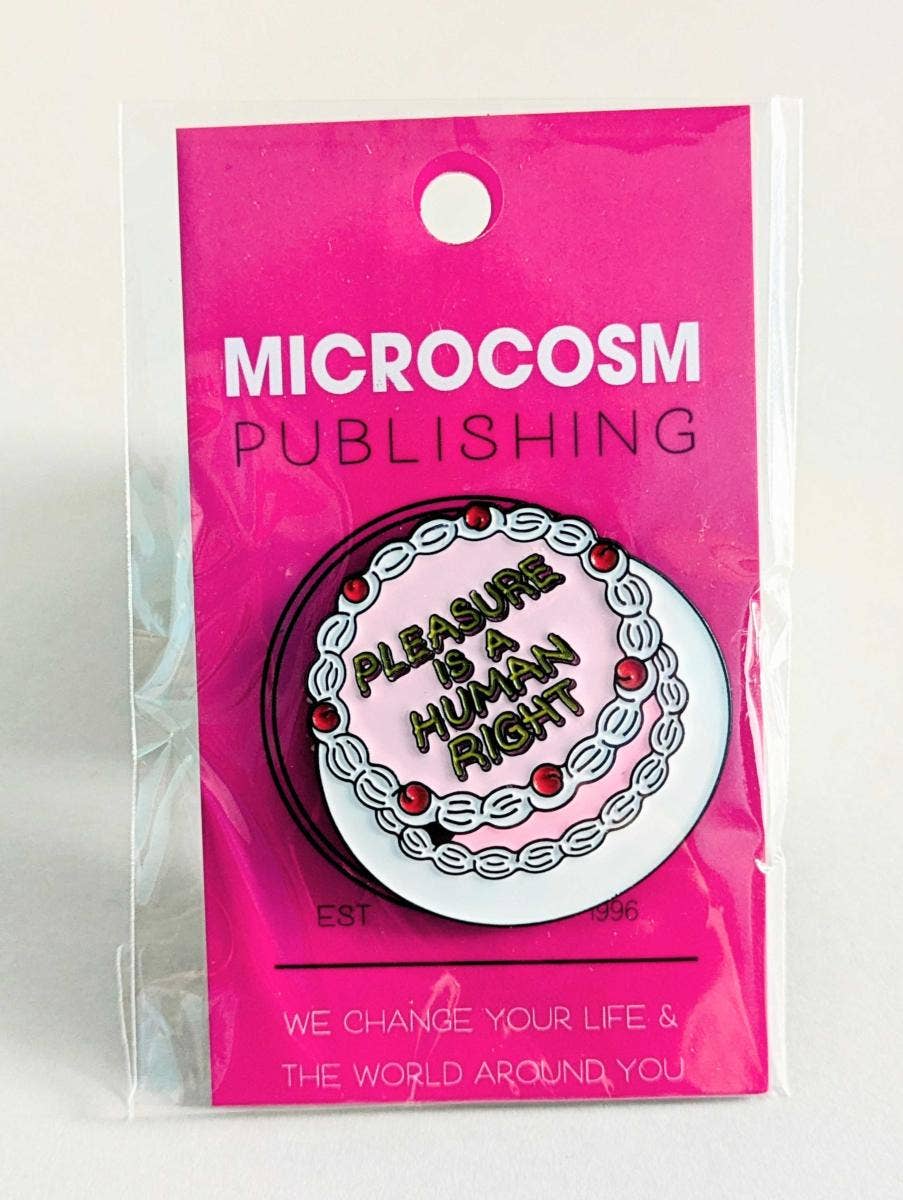 MICROCOSM
PUBLISHING
PLEASURE
IS A
HUMAN
RIGHT
EST 1996
WE CHANGE YOUR LIFE &
THE WORLD AROUND YOU